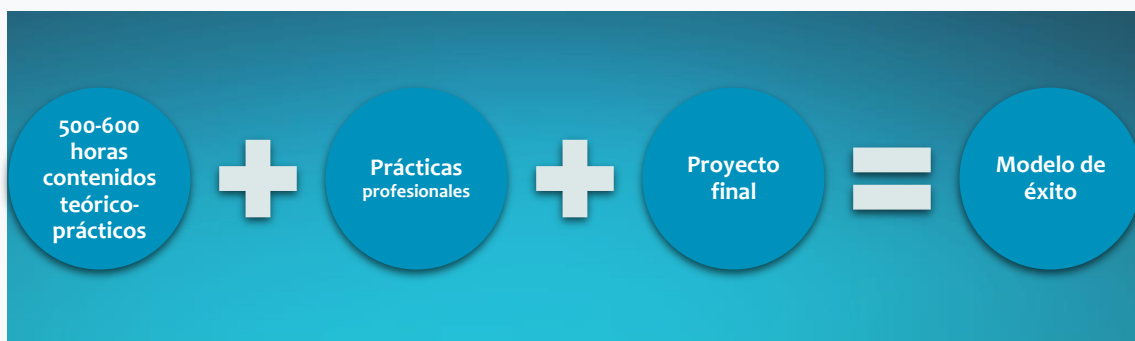 500-600
horas
contenidos
teórico-
prácticos
Prácticas
profesionales
Proyecto
final
Modelo de
éxito